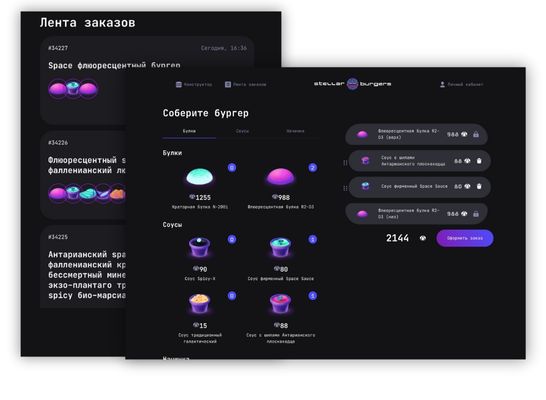 Лента заказов
#34227
Сегодня, 16:36
Space флюоресцентный бургер
#34226
Флюоресцентный s
фалленианский лю
#34225
Антарианский spa
фалленианский кр
бессмертный мине
экзо-плантаго тр
spicy био-марсиа
Конструктор
Лента заказов
stellar burgers
Личный кабинет
Соберите бургер
Булки
Соусы
Начинки
Булки
0
2
1255
988
Краторная булка N-200i
Флюоресцентная булка R2-D3
Соусы
0
1
90
80
Соус Spicy-X
Соус фирменный Space Sauce
0
1
15
88
Соус традиционный
галактический
Соус с шипами Антарианского
плоскоходца
Начинки
Флюоресцентная булка R2-
D3 (верх)
988
Соус с шипами
Антарианского плоскоходца
88
Соус фирменный Space Sauce
80
Флюоресцентная булка R2-
D3 (низ)
988
2144
Оформить заказ